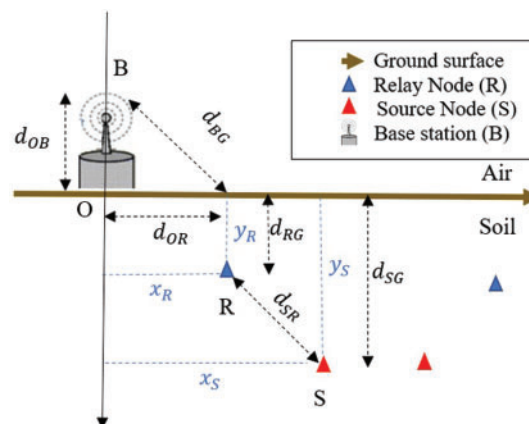 B
d_OB
d_BG
Ground surface
Relay Node (R)
Source Node (S)
Base station (B)
Air
O
Soil
d_OR
y_R
d_RG
y_S
d_SG
x_R
R
d_SR
x_S
S